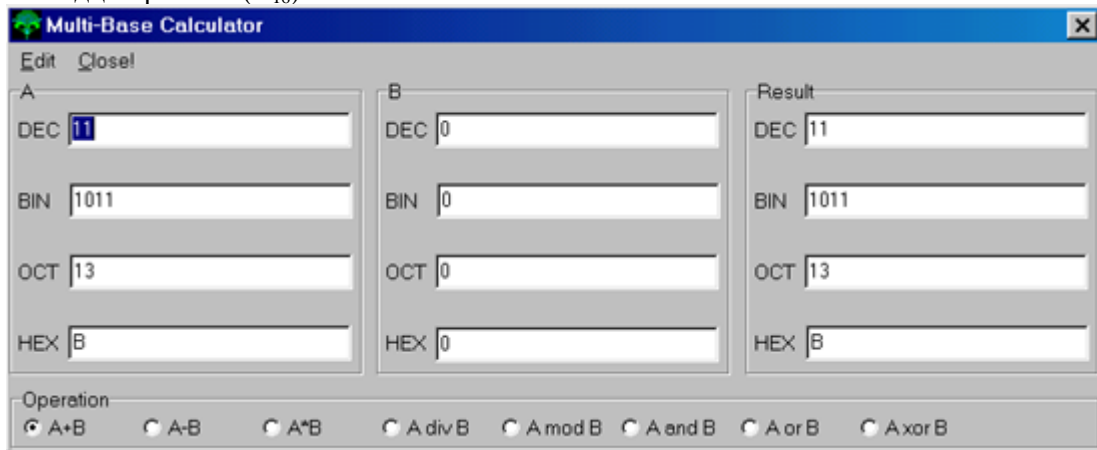 Multi-Base Calculator
Edit Close!
A B Result
DEC 11 DEC 0 DEC 11
BIN 1011 BIN 0 BIN 1011
OCT 13 OCT 0 OCT 13
HEX B HEX 0 HEX B
Operation
A+B A-B A*B A div B A mod B A and B A or B A xor B